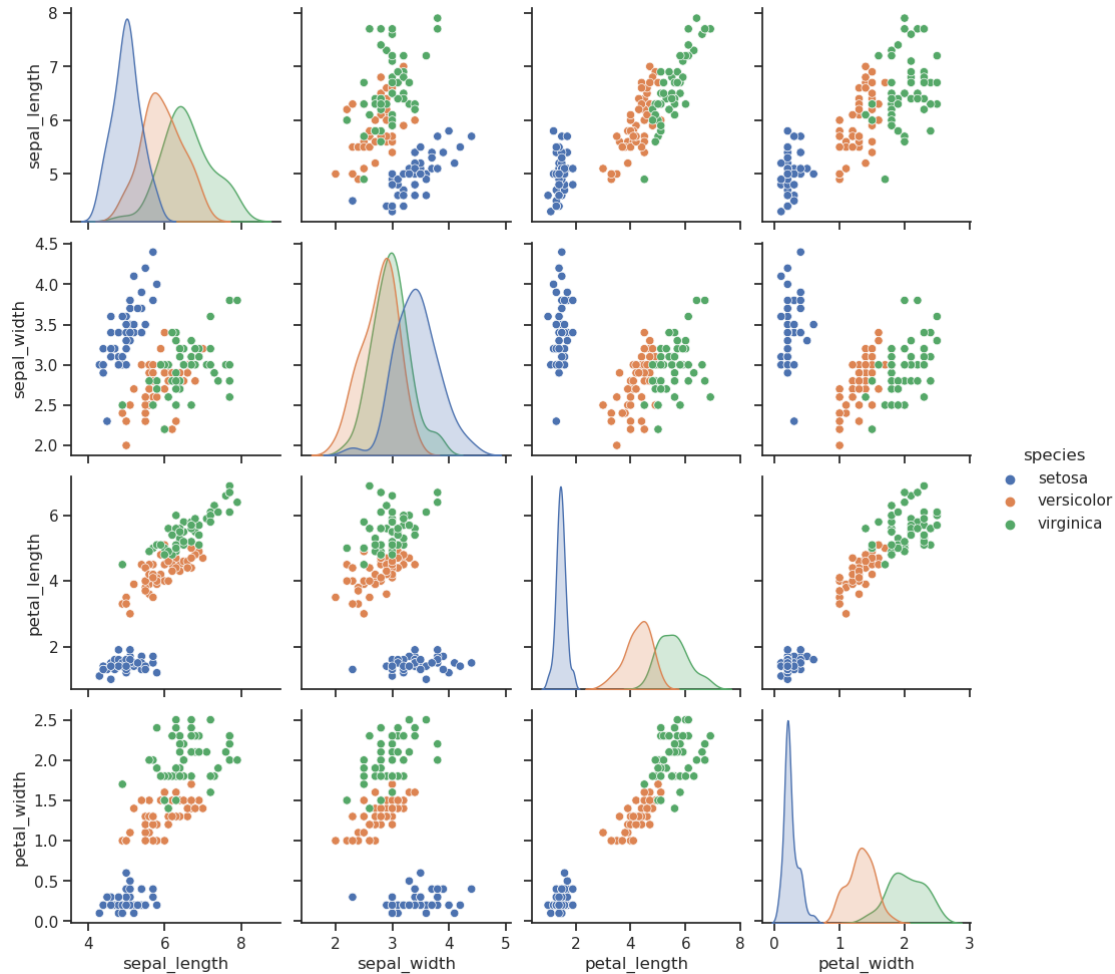 8
7
6
5
sepal_length
4
6
8
4.5
4.0
3.5
3.0
2.5
2.0
sepal_width
6
4
2
petal_length
species
setosa
versicolor
virginica
2.5
2.0
1.5
1.0
0.5
0.0
petal_width
4 6 8
2 3 4 5
2 4 6 8
0 1 2 3
sepal_length sepal_width petal_length petal_width